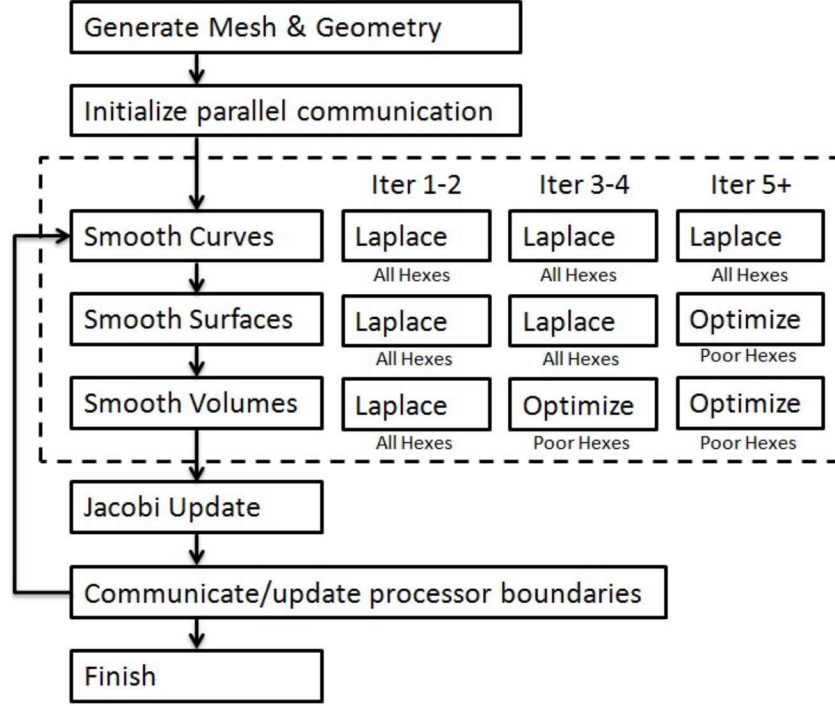 Generate Mesh & Geometry
Initialize parallel communication
Iter 1-2 Iter 3-4 Iter 5+
Smooth Curves Laplace Laplace Laplace
All Hexes All Hexes All Hexes
Smooth Surfaces Laplace Laplace Optimize
All Hexes All Hexes Poor Hexes
Smooth Volumes Laplace Optimize Optimize
All Hexes Poor Hexes Poor Hexes
Jacobi Update
Communicate/update processor boundaries
Finish